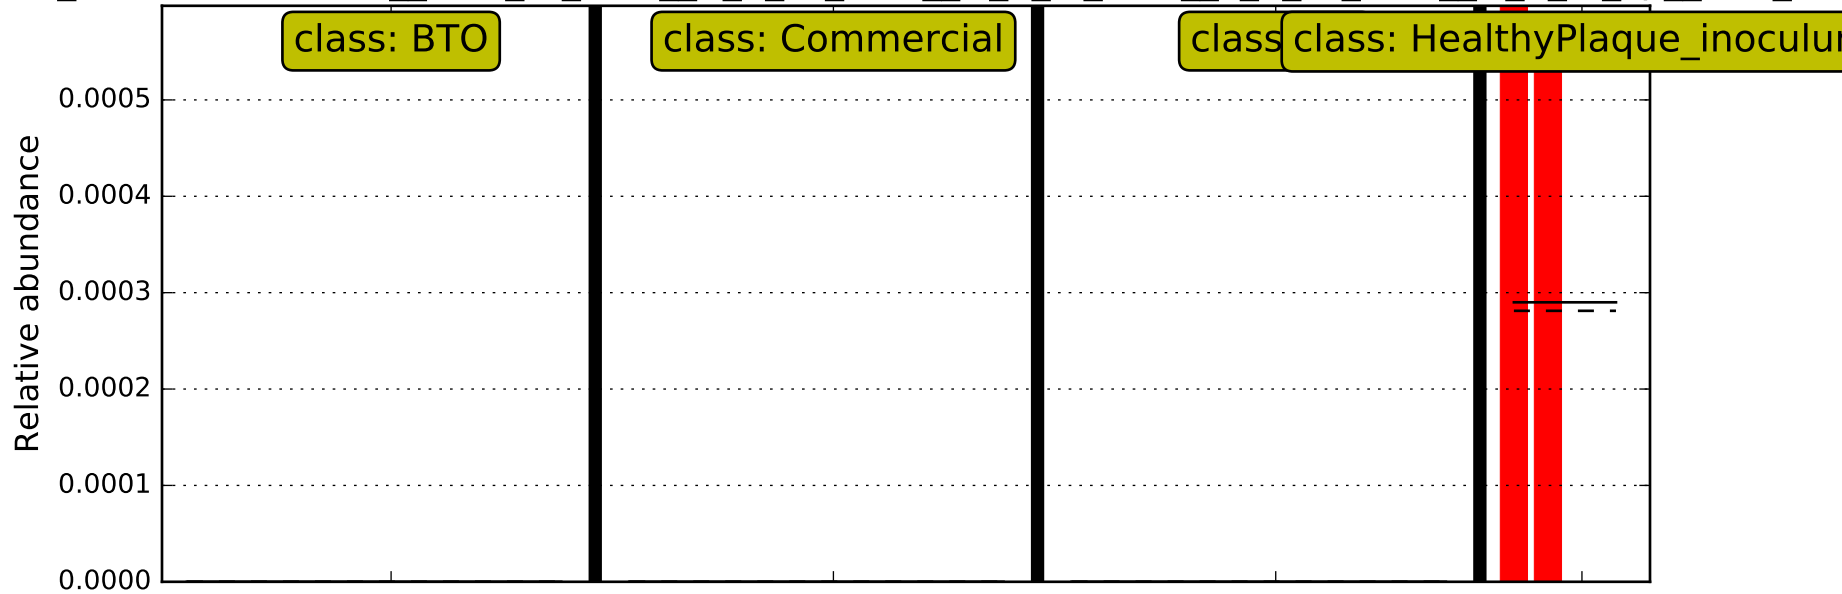 class: BTO
class: Commercial
class
class: HealthyPlaque_inoculu
0.0005
0.0004
0.0003
0.0002
0.0001
0.0000
Relative abundance